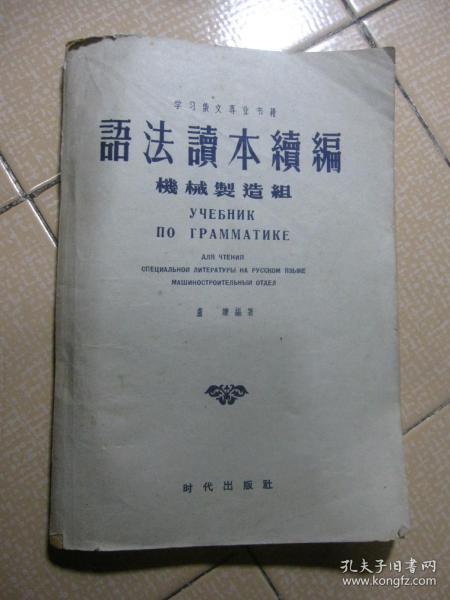 学习俄文专业书籍
語法讀本續編
機械製造組
УЧЕБНИК
ПО ГРАММАТИКЕ
ДЛЯ ЧТЕНИЯ
СПЕЦИАЛЬНОЙ ЛИТЕРАТУРЫ НА РУССКОМ ЯЗЫКЕ
МАШИНОСТРОИТЕЛЬНЫЙ ОТДЕЛ
編著
时代出版社
孔夫子旧书网
www.kongfz.com